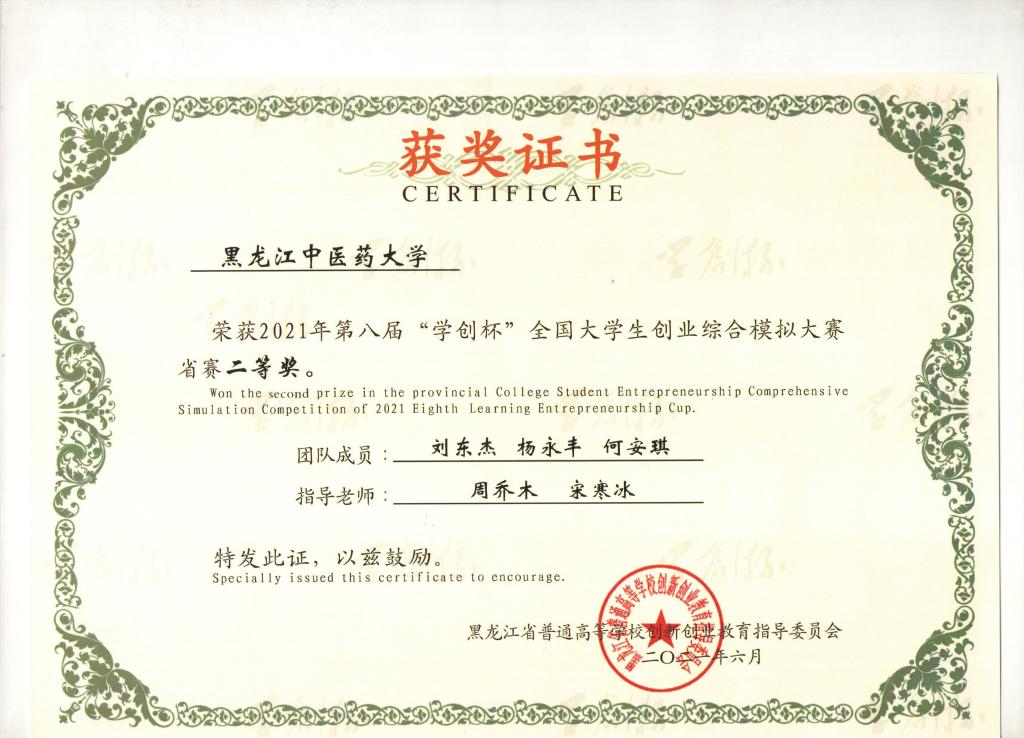 获奖证书
CERTIFICATE
黑龙江中医药大学
荣获2021年第八届“学创杯”全国大学生创业综合模拟大赛
省赛二等奖。
Won the second prize in the provincial College Student Entrepreneurship Comprehensive
Simulation Competition of 2021 Eighth Learning Entrepreneurship Cup.
团队成员：刘东杰 杨永丰 何安琪
指导老师：周乔木 宋寒冰
特发此证，以兹鼓励。
Specially issued this certificate to encourage.
黑龙江省普通高等学校创新创业教育指导委员会
二〇二一年六月